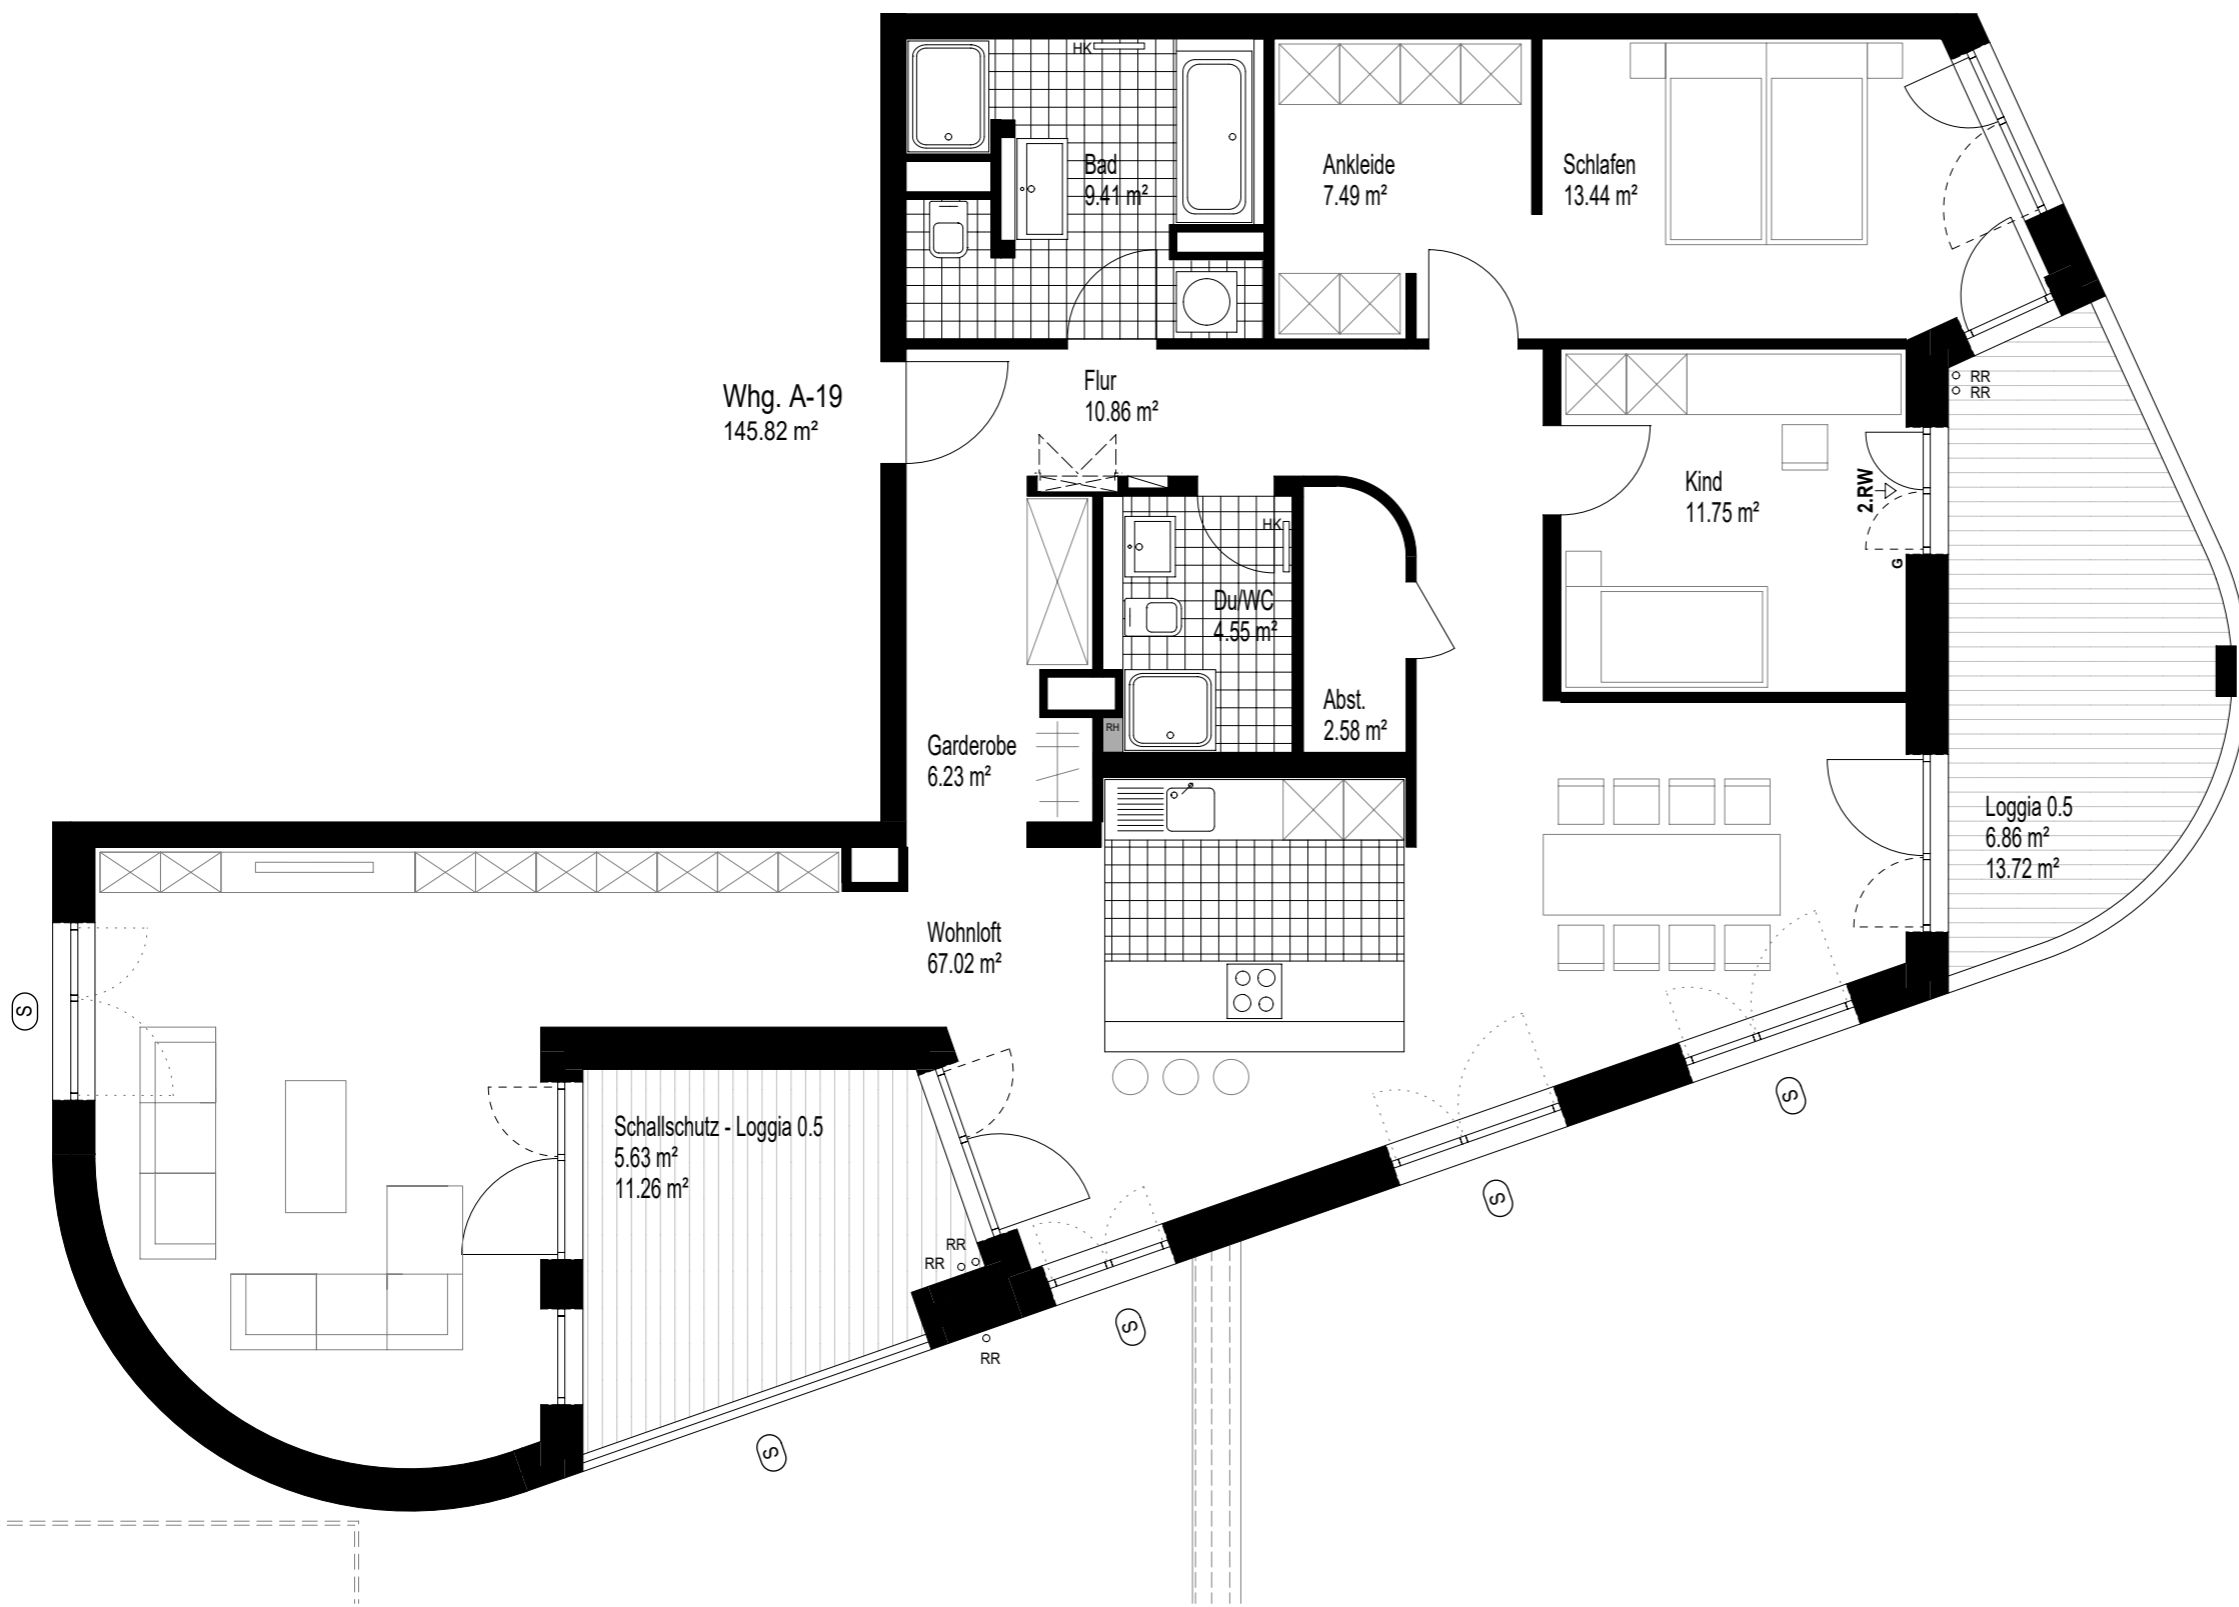 HK
Bad
9.41 m²
Ankleide
7.49 m²
Schlafen
13.44 m²
Whg. A-19
145.82 m²
Flur
10.86 m²
RR
RR
Kind
11.75 m²
2.RW
G
HK
Du/WC
4.55 m²
Abst.
2.58 m²
RH
Garderobe
6.23 m²
Loggia 0.5
6.86 m²
13.72 m²
Wohnloft
67.02 m²
S
Schallschutz - Loggia 0.5
5.63 m²
11.26 m²
RR
RR
RR
S
S
S
S